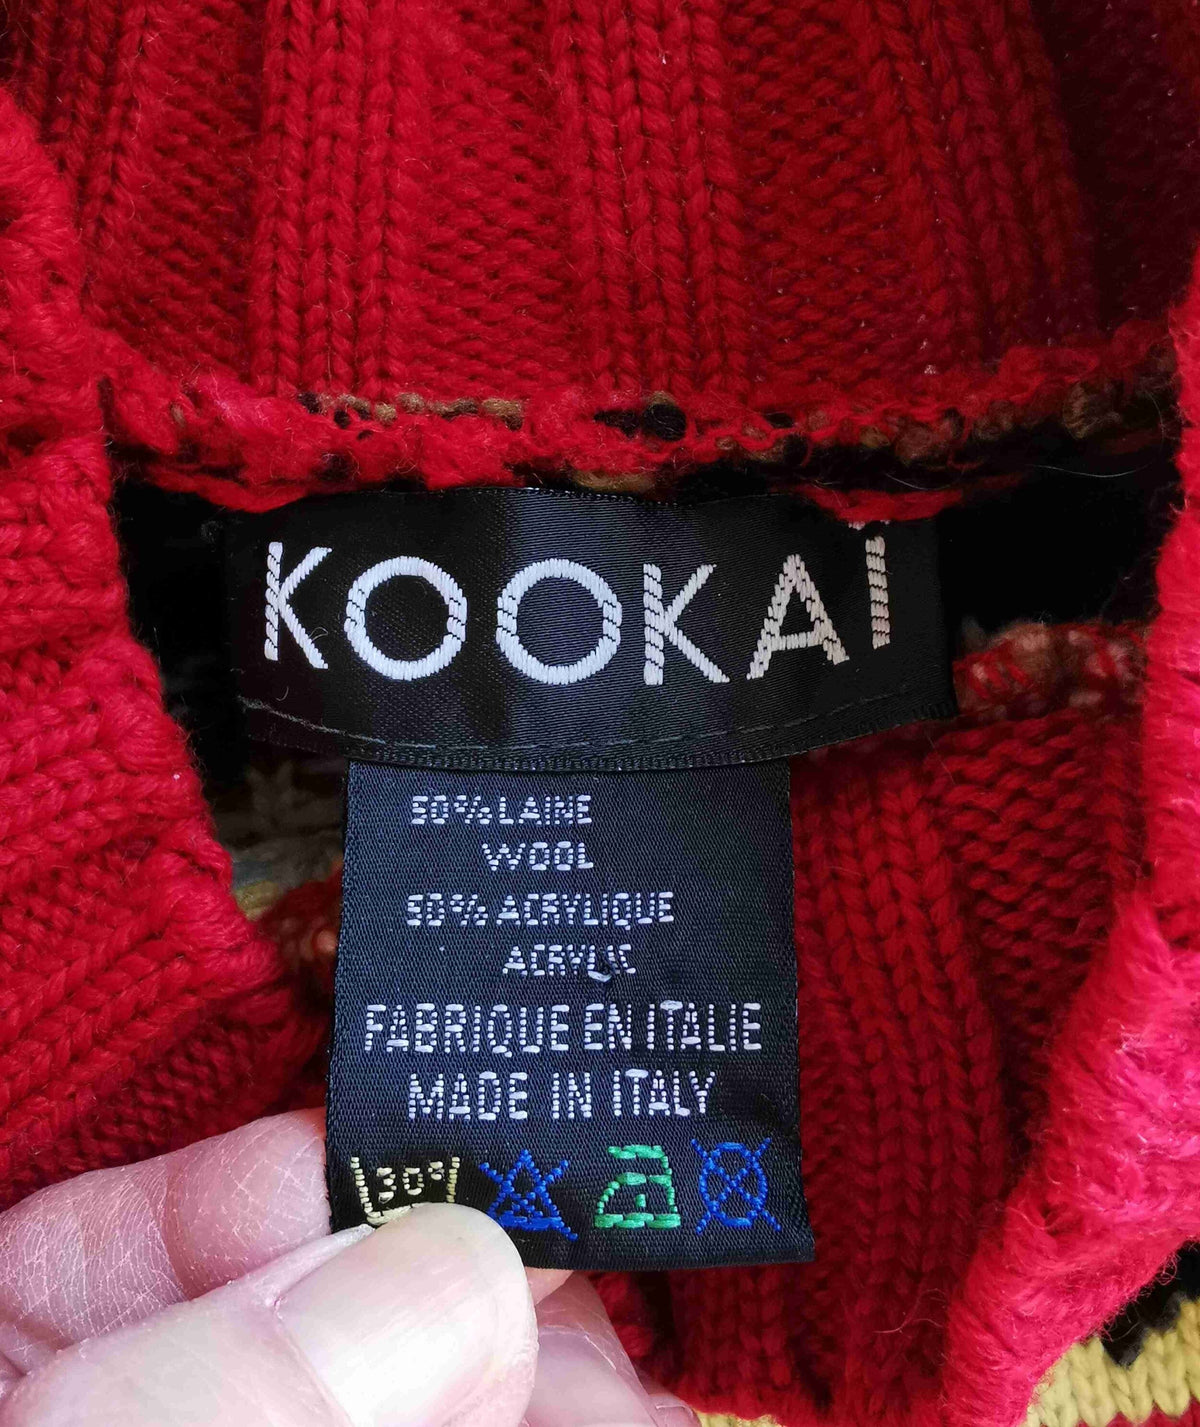 KOOKAÏ
50% LAINE
WOOL
50% ACRYLIQUE
ACRYLIC
FABRIQUE EN ITALIE
MADE IN ITALY
30°